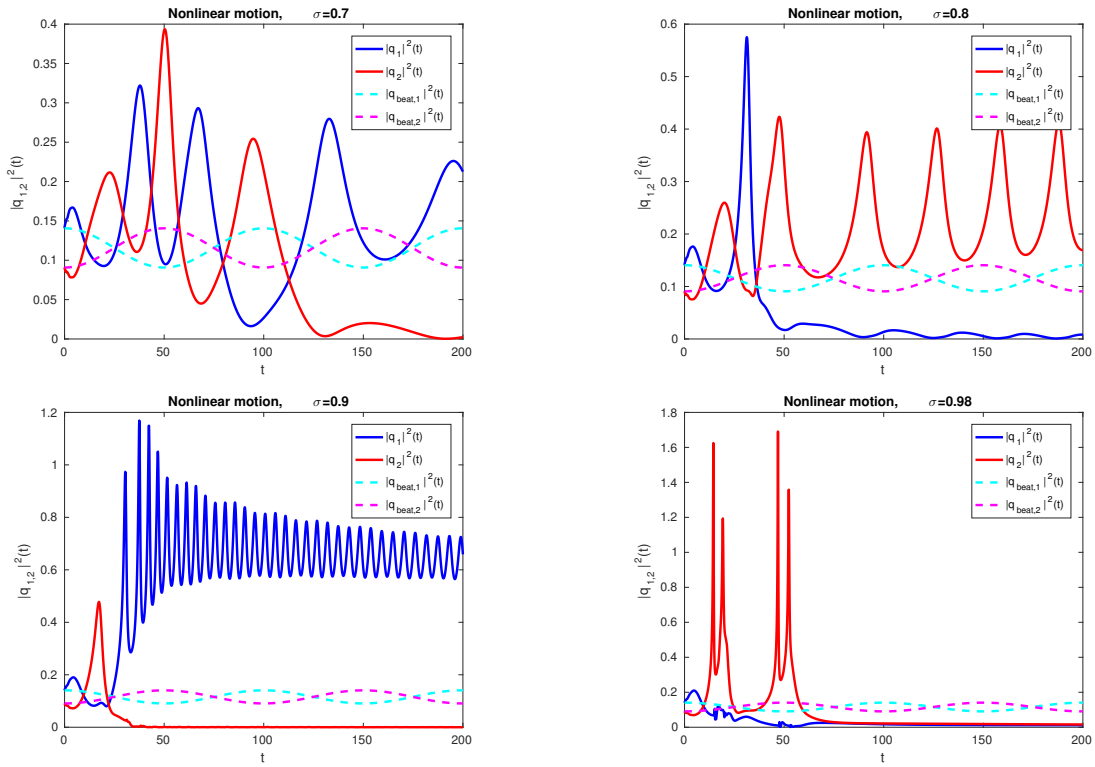 Nonlinear motion, σ=0.7
|q₁|²(t)
|q₂|²(t)
|q_beat,1|²(t)
|q_beat,2|²(t)
|q_1,2|²(t)
0.4
0.35
0.3
0.25
0.2
0.15
0.1
0.05
0
0 50 100 150 200
t
Nonlinear motion, σ=0.8
|q₁|²(t)
|q₂|²(t)
|q_beat,1|²(t)
|q_beat,2|²(t)
|q_1,2|²(t)
0.6
0.5
0.4
0.3
0.2
0.1
0
0 50 100 150 200
t
Nonlinear motion, σ=0.9
|q₁|²(t)
|q₂|²(t)
|q_beat,1|²(t)
|q_beat,2|²(t)
|q_1,2|²(t)
1.2
1
0.8
0.6
0.4
0.2
0
0 50 100 150 200
t
Nonlinear motion, σ=0.98
|q₁|²(t)
|q₂|²(t)
|q_beat,1|²(t)
|q_beat,2|²(t)
|q_1,2|²(t)
1.8
1.6
1.4
1.2
1
0.8
0.6
0.4
0.2
0
0 50 100 150 200
t